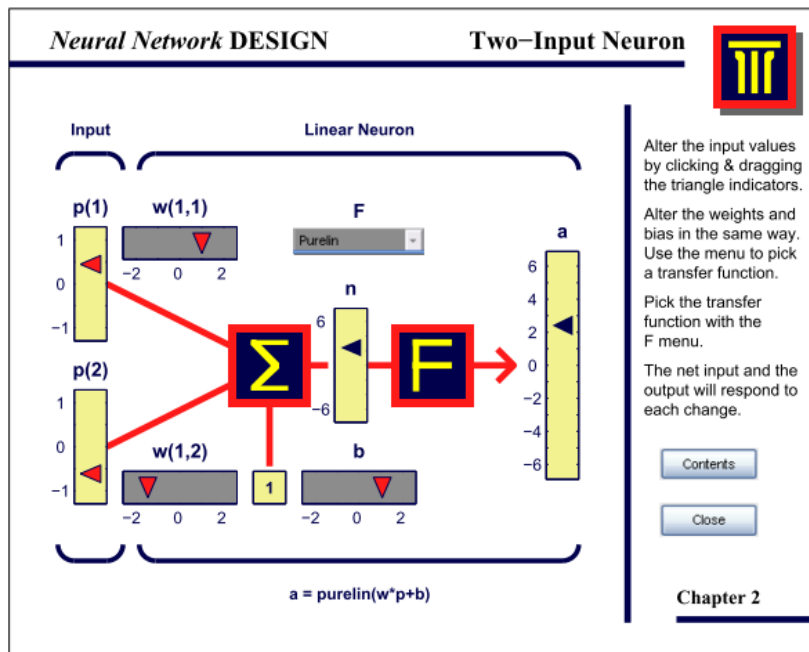 Neural Network DESIGN
Two−Input Neuron
Input
Linear Neuron
Alter the input values
by clicking & dragging
the triangle indicators.
Alter the weights and
bias in the same way.
Use the menu to pick
a transfer function.
Pick the transfer
function with the
F menu.
The net input and the
output will respond to
each change.
p(1)
w(1,1)
F
a
1
0
−1
−2 0 2
Purelin
n
6
−6
6
4
2
0
−2
−4
−6
Σ
F
p(2)
1
0
−1
w(1,2)
b
1
−2 0 2
−2 0 2
Contents
Close
a = purelin(w*p+b)
Chapter 2